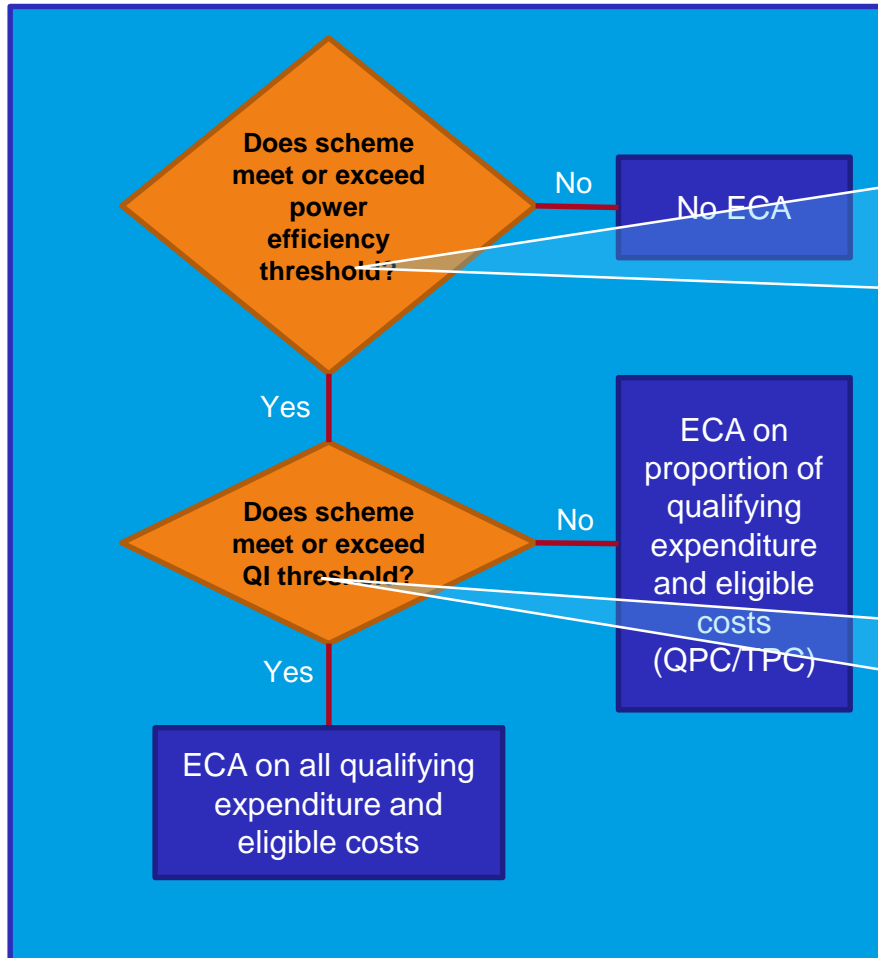 Does scheme
meet or exceed
power
efficiency
threshold?
No
No ECA
Yes
Does scheme
meet or exceed
QI threshold?
No
ECA on
proportion of
qualifying
expenditure
and eligible
costs
(QPC/TPC)
Yes
ECA on all qualifying
expenditure and
eligible costs